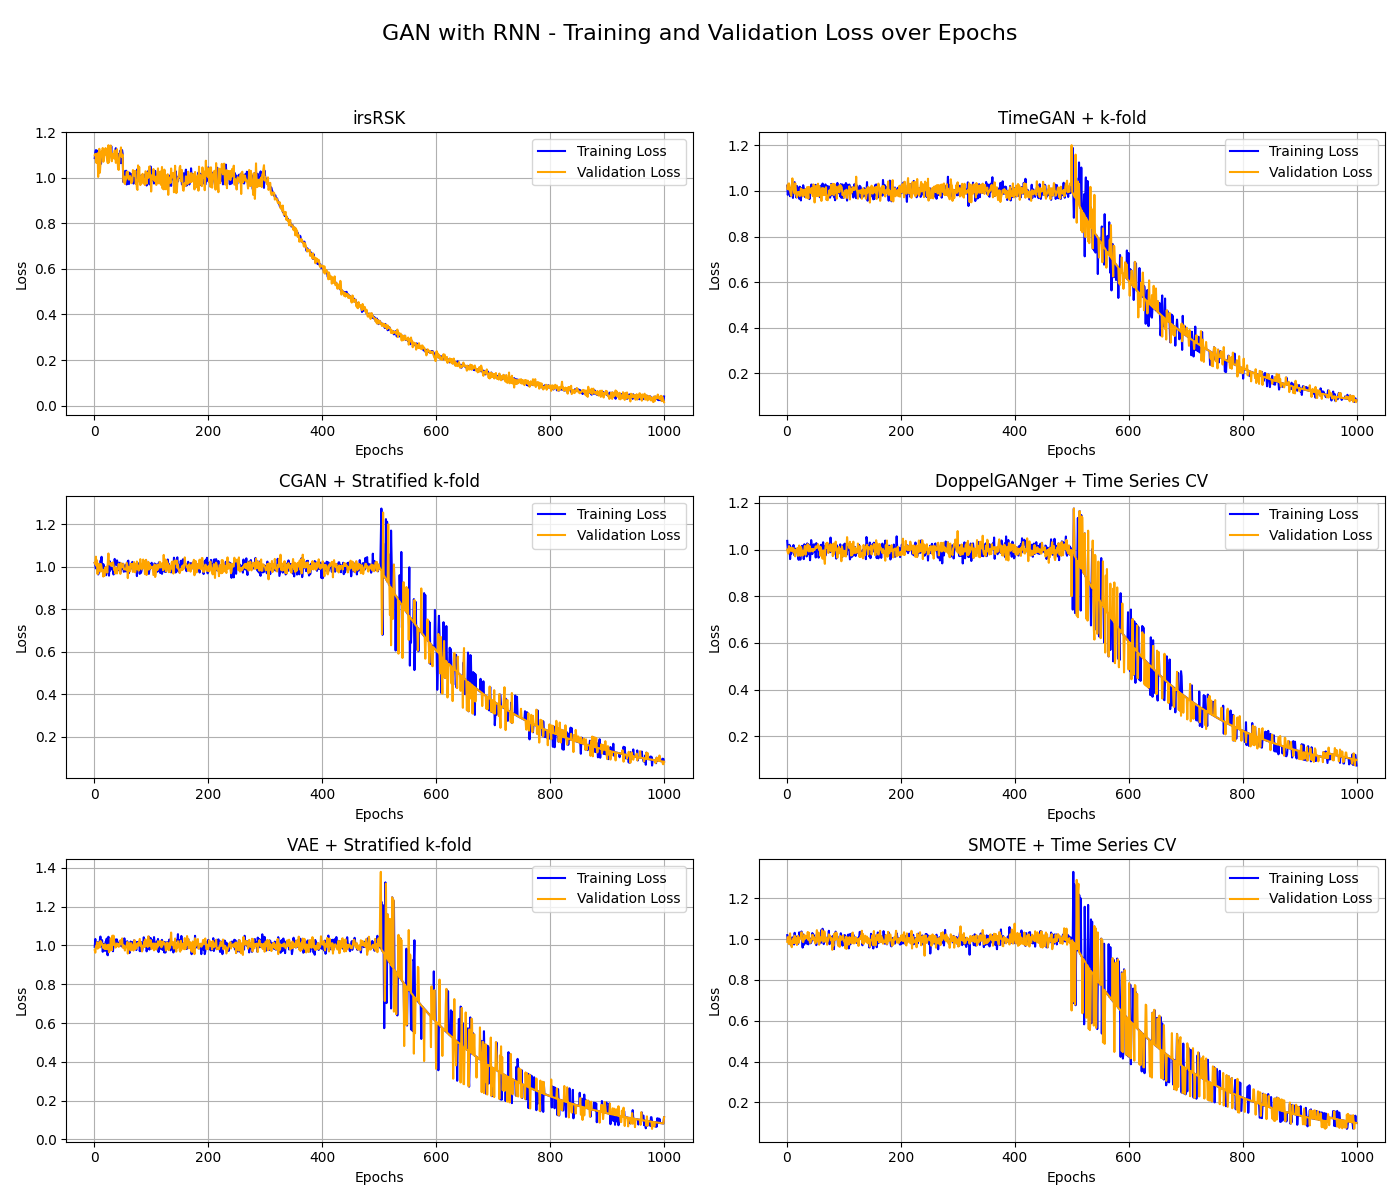 GAN with RNN - Training and Validation Loss over Epochs
irsRSK
Training Loss
Validation Loss
1.2
1.0
0.8
0.6
0.4
0.2
0.0
Loss
0 200 400 600 800 1000
Epochs
TimeGAN + k-fold
Training Loss
Validation Loss
1.2
1.0
0.8
0.6
0.4
0.2
Loss
0 200 400 600 800 1000
Epochs
CGAN + Stratified k-fold
Training Loss
Validation Loss
1.2
1.0
0.8
0.6
0.4
0.2
Loss
0 200 400 600 800 1000
Epochs
DoppelGANger + Time Series CV
Training Loss
Validation Loss
1.2
1.0
0.8
0.6
0.4
0.2
Loss
0 200 400 600 800 1000
Epochs
VAE + Stratified k-fold
Training Loss
Validation Loss
1.4
1.2
1.0
0.8
0.6
0.4
0.2
0.0
Loss
0 200 400 600 800 1000
Epochs
SMOTE + Time Series CV
Training Loss
Validation Loss
1.2
1.0
0.8
0.6
0.4
0.2
Loss
0 200 400 600 800 1000
Epochs